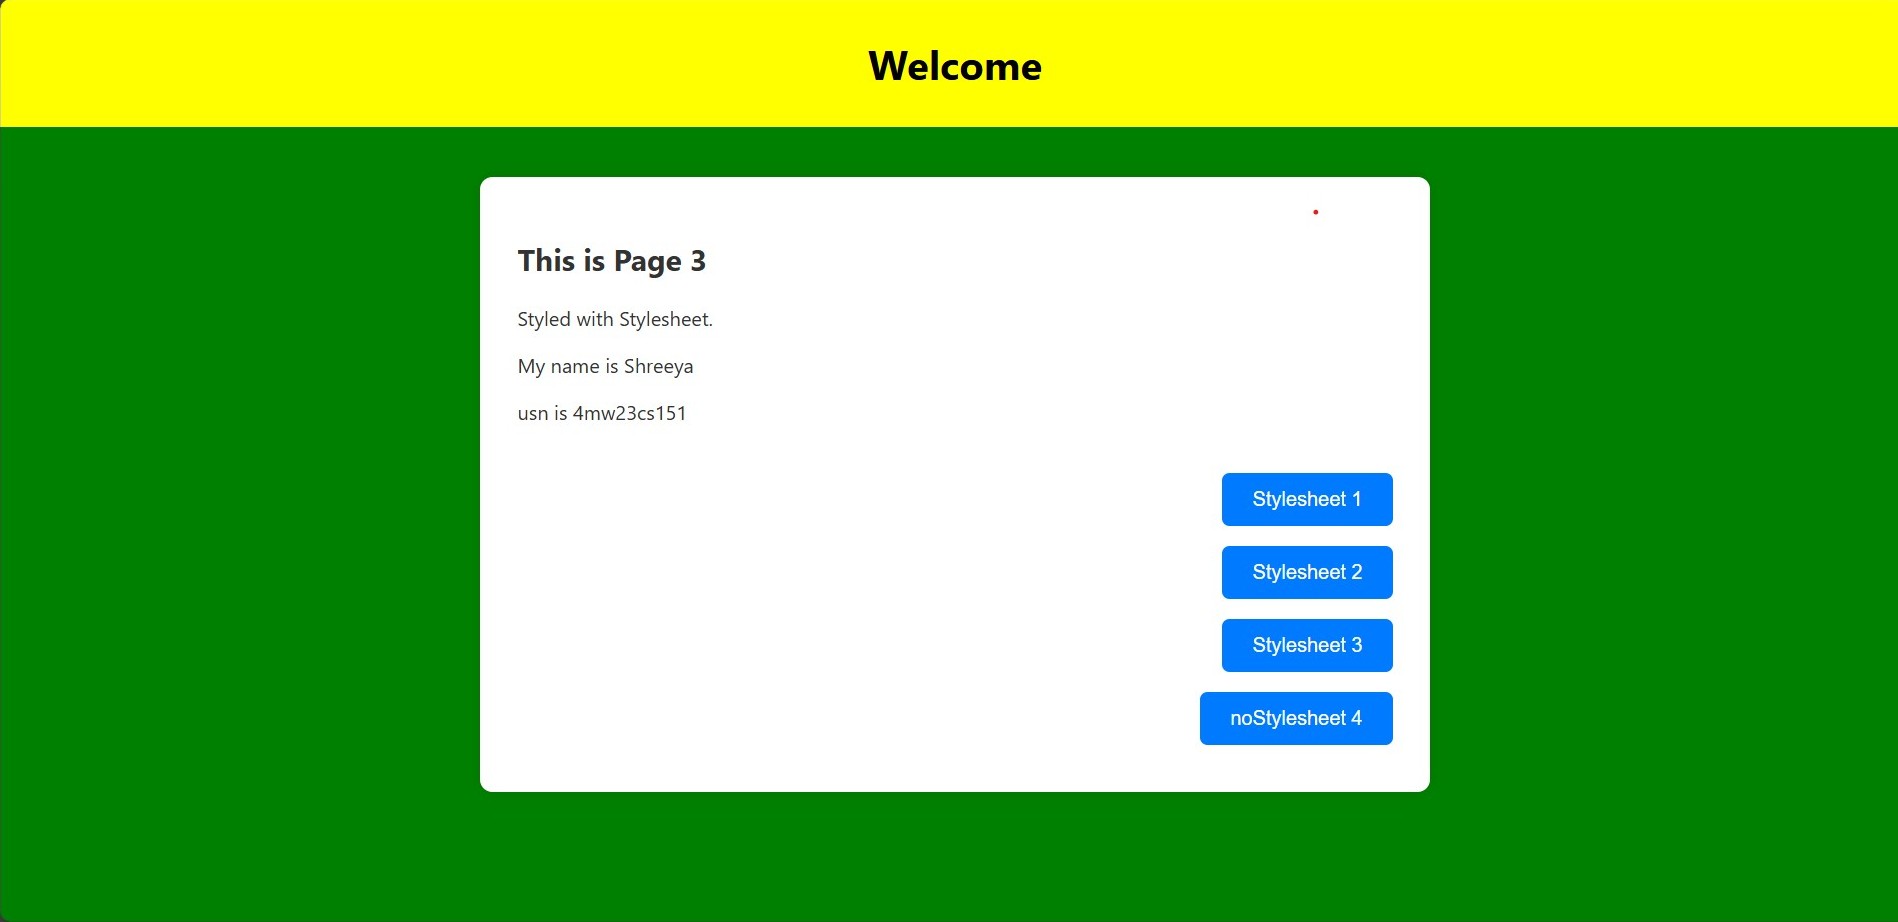 Welcome
This is Page 3
Styled with Stylesheet.
My name is Shreeya
usn is 4mw23cs151
Stylesheet 1
Stylesheet 2
Stylesheet 3
noStylesheet 4